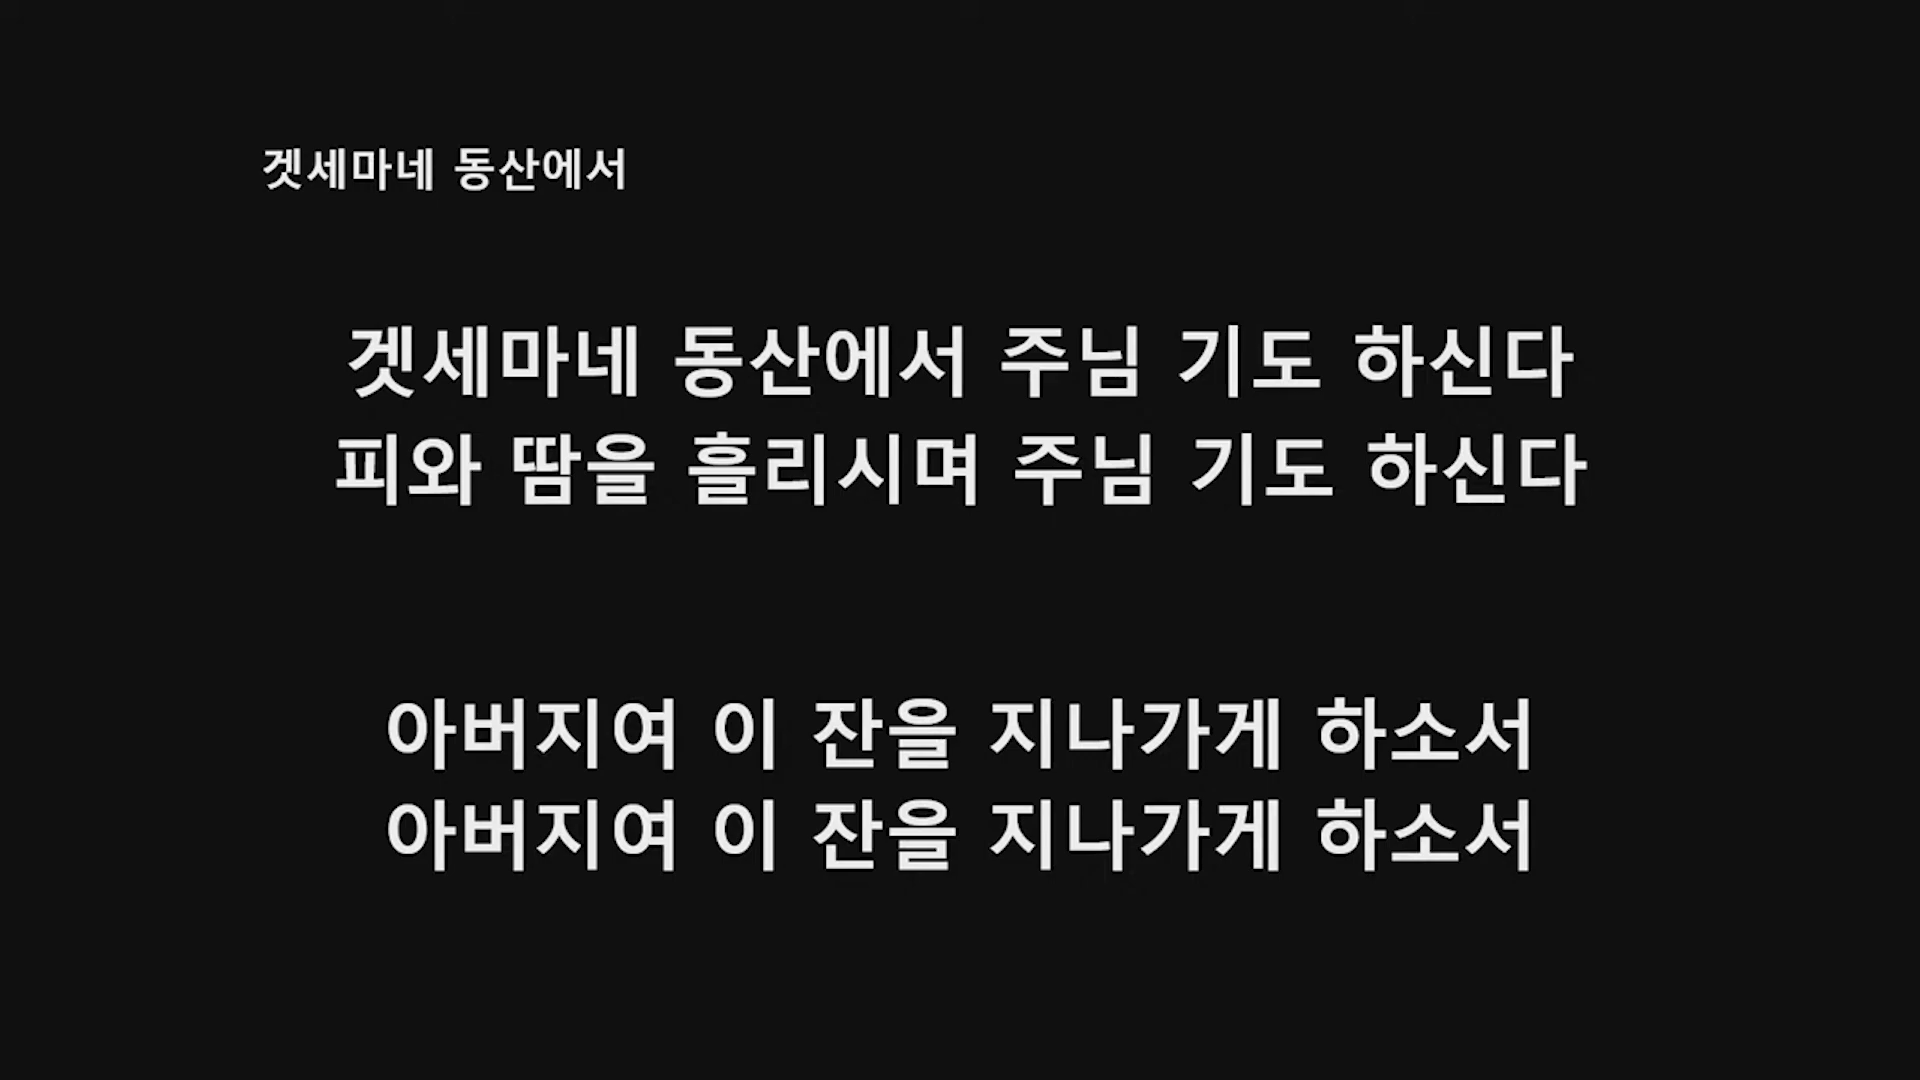 겟세마네 동산에서
겟세마네 동산에서 주님 기도 하신다
피와 땀을 흘리시며 주님 기도 하신다
아버지여 이 잔을 지나가게 하소서
아버지여 이 잔을 지나가게 하소서